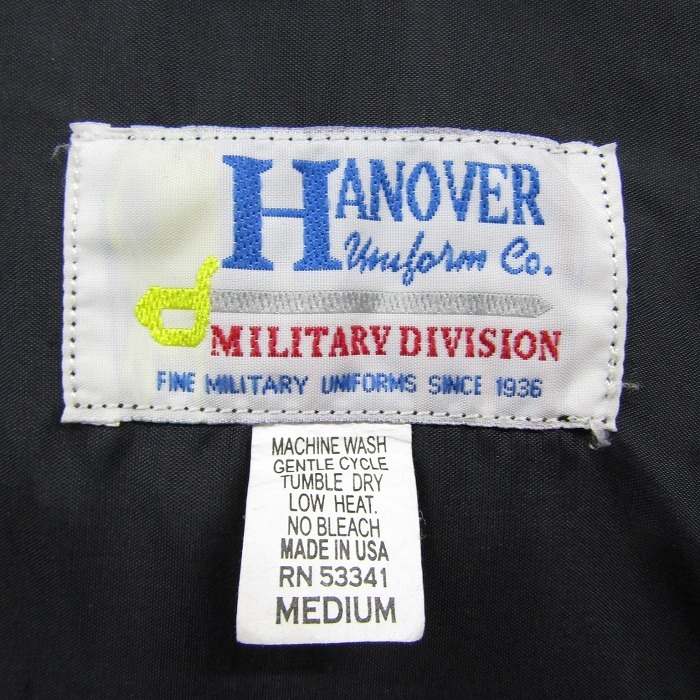 HANOVER
Uniform Co.
MILITARY DIVISION
FINE MILITARY UNIFORMS SINCE 1936
MACHINE WASH
GENTLE CYCLE
TUMBLE DRY
LOW HEAT.
NO BLEACH
MADE IN USA
RN 53341
MEDIUM